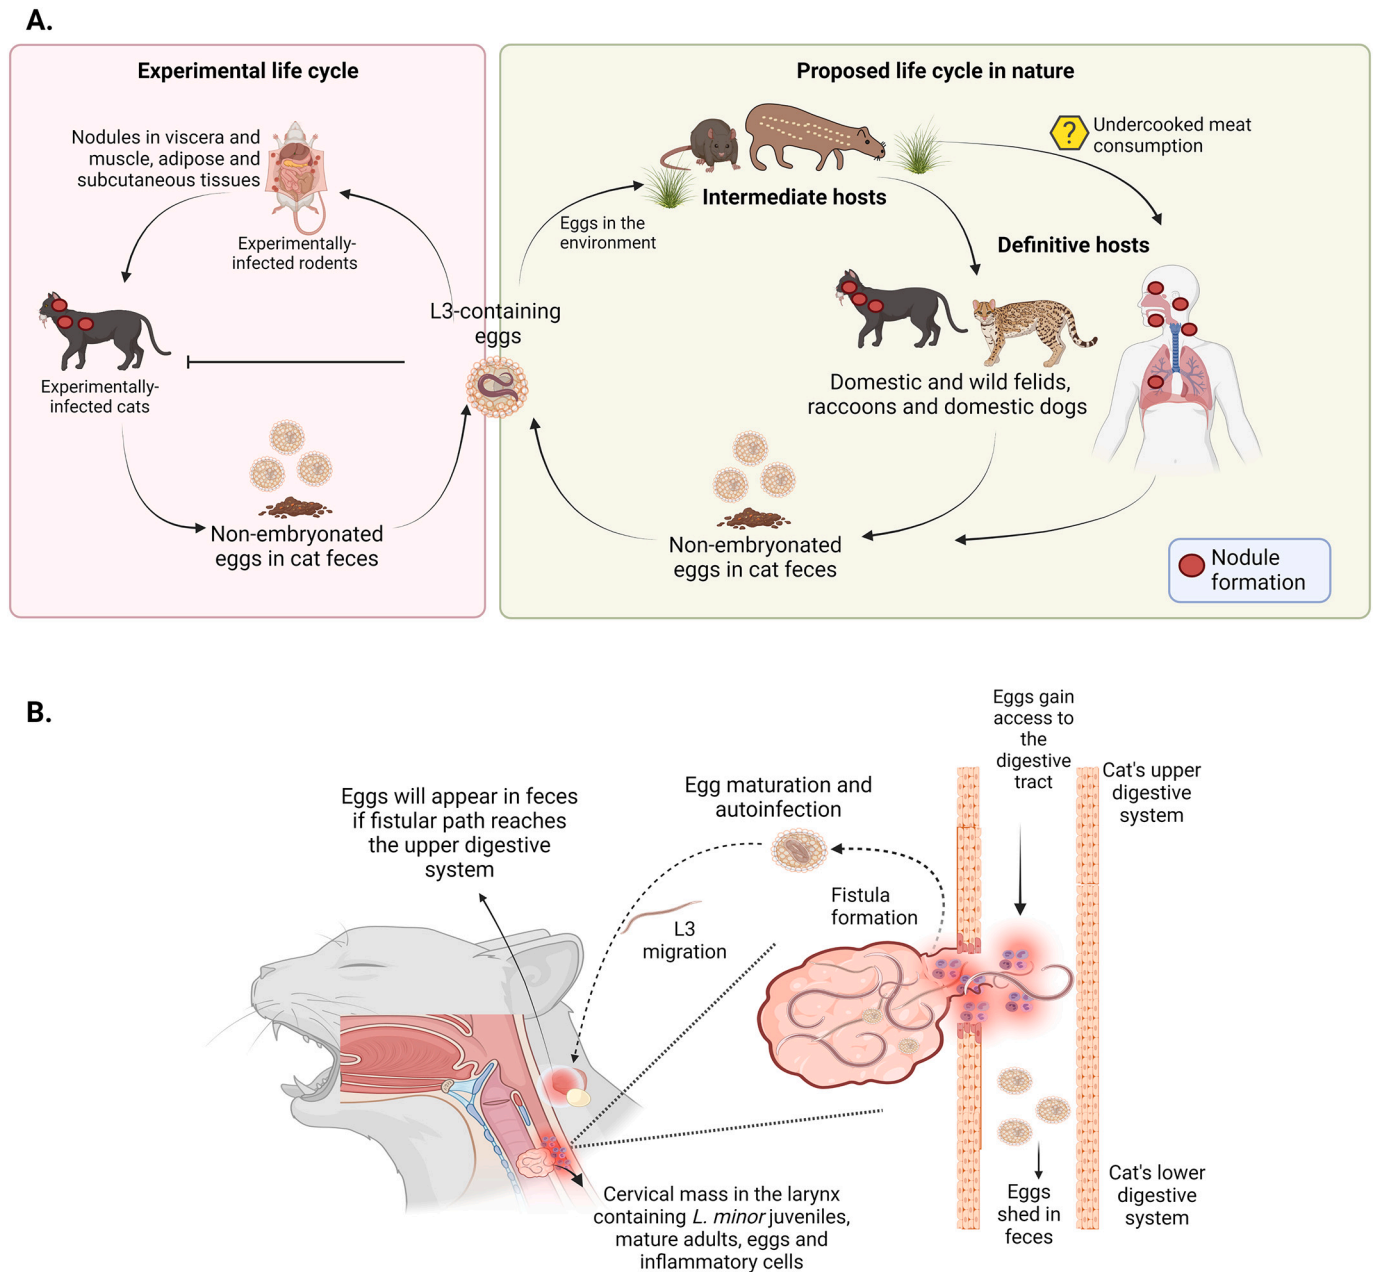 A.
Experimental life cycle
Nodules in viscera and
muscle, adipose and
subcutaneous tissues
Experimentally-
infected rodents
Experimentally-
infected cats
Non-embryonated
eggs in cat feces
L3-containing
eggs
Proposed life cycle in nature
Eggs in the
environment
Intermediate hosts
?
Undercooked meat
consumption
Definitive hosts
Domestic and wild felids,
raccoons and domestic dogs
Non-embryonated
eggs in cat feces
Nodule
formation
B.
Eggs will appear in feces
if fistular path reaches
the upper digestive
system
Egg maturation and
autoinfection
L3
migration
Fistula
formation
Eggs gain
access to
the
digestive
tract
Cat's upper
digestive
system
Cervical mass in the larynx
containing L. minor juveniles,
mature adults, eggs and
inflammatory cells
Eggs
shed in
feces
Cat's lower
digestive
system